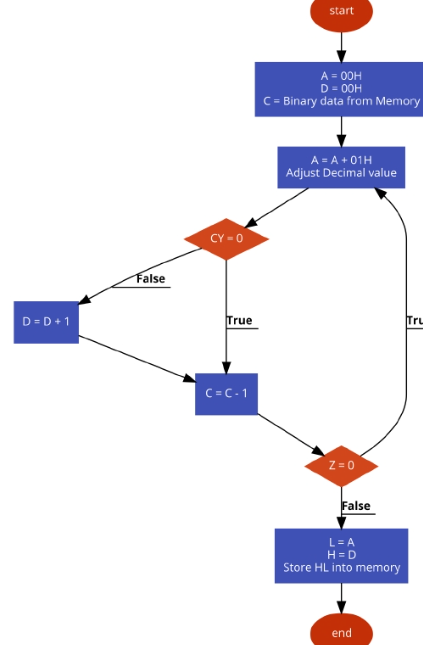 start
A = 00H
D = 00H
C = Binary data from Memory
A = A + 01H
Adjust Decimal value
CY = 0
False
D = D + 1
True
Tru
C = C - 1
Z = 0
False
L = A
H = D
Store HL into memory
end